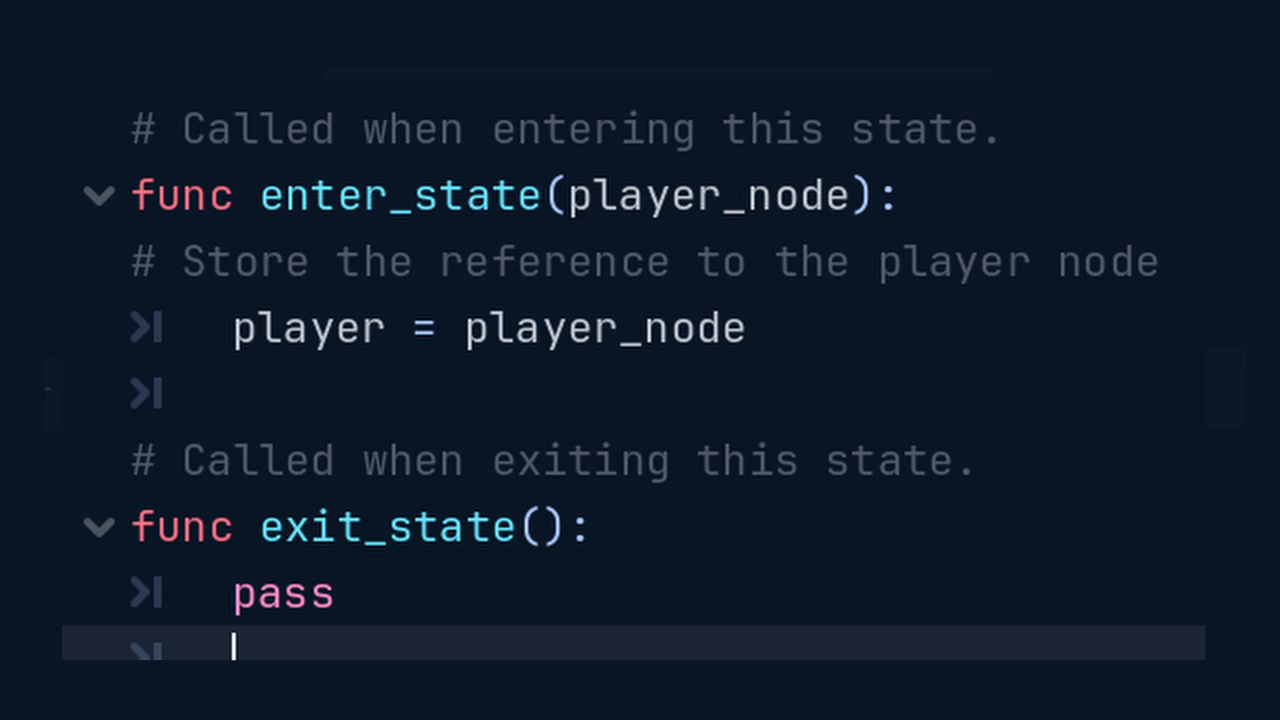 # Called when entering this state.
func enter_state(player_node):
# Store the reference to the player node
player = player_node
# Called when exiting this state.
func exit_state():
pass